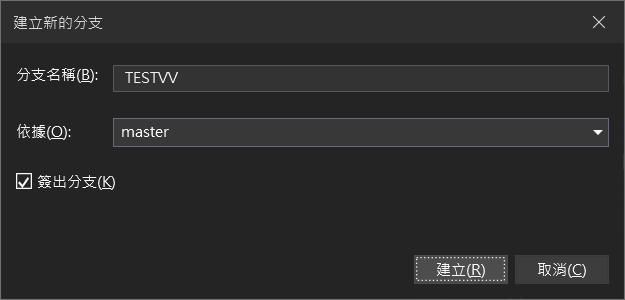 建立新的分支
分支名稱(B): TESTVV
依據(O): master
簽出分支(K)
建立(R) 取消(C)